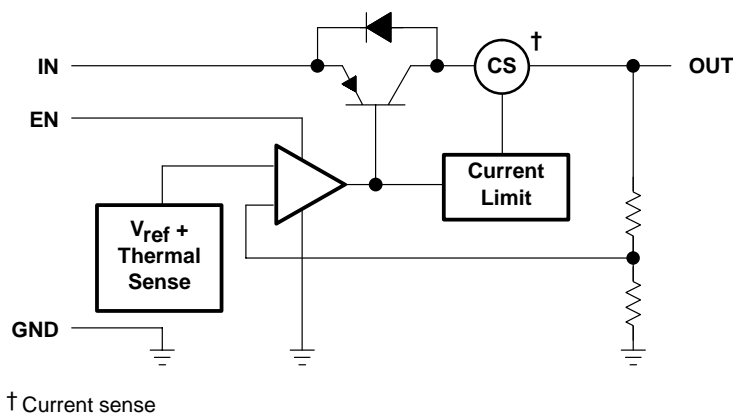 †
IN
CS
OUT
EN
Current
Limit
Vref +
Thermal
Sense
GND
† Current sense